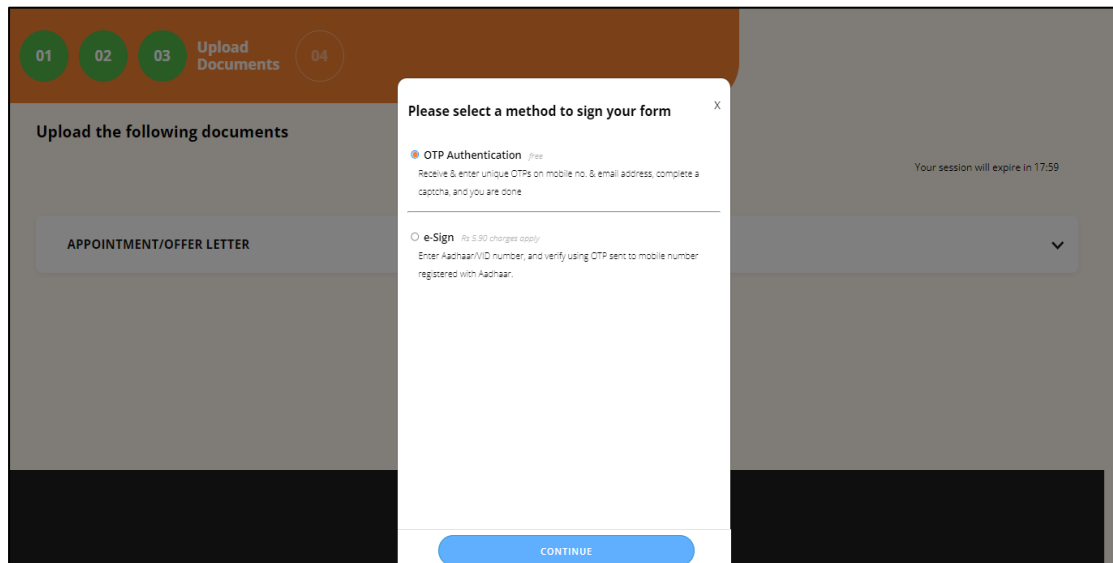 01 02 03 Upload Documents 04
Please select a method to sign your form X
Upload the following documents
OTP Authentication free
Your session will expire in 17:59
Receive & enter unique OTPs on mobile no. & email address, complete a
captcha, and you are done
APPOINTMENT/OFFER LETTER
e-Sign Rs 5.90 charges apply
Enter Aadhaar/VID number, and verify using OTP sent to mobile number
registered with Aadhaar.
CONTINUE